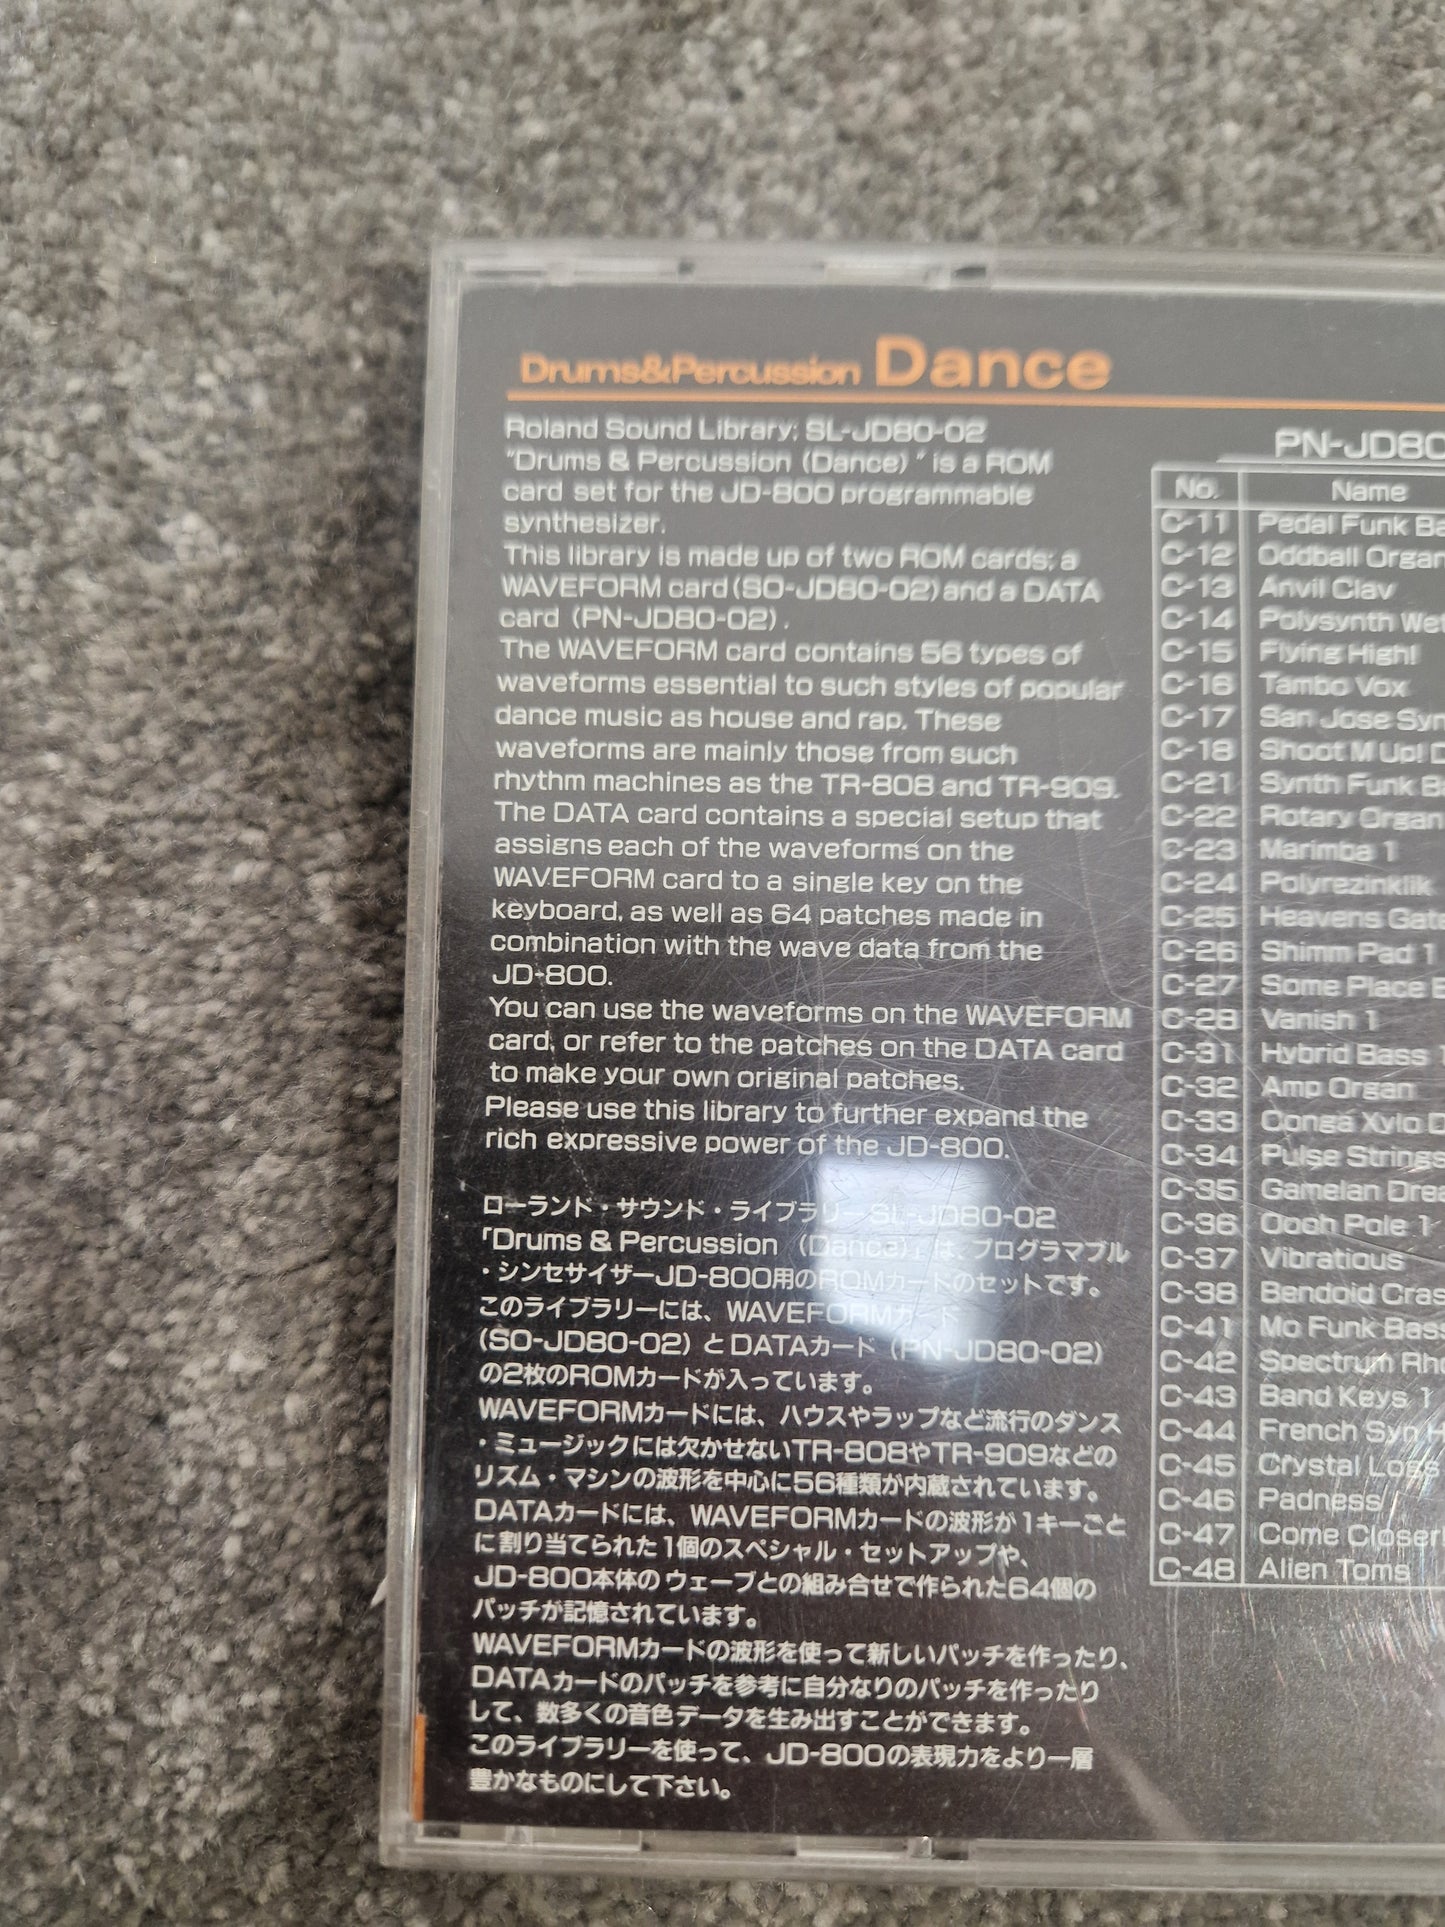 Drums&Percussion Dance
Roland Sound Library: SL-JD80-02
"Drums & Percussion (Dance) " is a ROM
card set for the JD-800 programmable
synthesizer.
This library is made up of two ROM cards; a
WAVEFORM card (SO-JD80-02) and a DATA
card (PN-JD80-02).
The WAVEFORM card contains 56 types of
waveforms essential to such styles of popular
dance music as house and rap. These
waveforms are mainly those from such
rhythm machines as the TR-808 and TR-909.
The DATA card contains a special setup that
assigns each of the waveforms on the
WAVEFORM card to a single key on the
keyboard, as well as 64 patches made in
combination with the wave data from the
JD-800.
You can use the waveforms on the WAVEFORM
card, or refer to the patches on the DATA card
to make your own original patches.
Please use this library to further expand the
rich expressive power of the JD-800.
ローランド・サウンド・ライブラリーSL-JD80-02
「Drums & Percussion (Dance)」は、プログラマブル
・シンセサイザーJD-800用のROMカードのセットです。
このライブラリーには、WAVEFORMカード
(SO-JD80-02) とDATAカード (PN-JD80-02)
の2枚のROMカードが入っています。
WAVEFORMカードには、ハウスやラップなど流行のダンス
・ミュージックには欠かせないTR-808やTR-909などの
リズム・マシンの波形を中心に56種類が内蔵されています。
DATAカードには、WAVEFORMカードの波形が1キーごと
に割り当てられた1個のスペシャル・セットアップや、
JD-800本体のウェーブとの組み合せで作られた64個の
パッチが記憶されています。
WAVEFORMカードの波形を使って新しいパッチを作ったり、
DATAカードのパッチを参考に自分なりのパッチを作ったり
して、数多くの音色データを生み出すことができます。
このライブラリーを使って、JD-800の表現力をより一層
豊かなものにして下さい。
PN-JD80
No. Name
C-11 Pedal Funk Ba
C-12 Oddball Organ
C-13 Anvil Clav
C-14 Polysynth Wet
C-15 Flying High!
C-16 Tambo Vox
C-17 San Jose Syn
C-18 Shoot M Up! D
C-21 Synth Funk B
C-22 Rotary Organ
C-23 Marimba 1
C-24 Polyrezinklik
C-25 Heavens Gate
C-26 Shimm Pad 1
C-27 Some Place E
C-28 Vanish 1
C-31 Hybrid Bass 1
C-32 Amp Organ
C-33 Conga Xylo D
C-34 Pulse Strings
C-35 Gamelan Drea
C-36 Oooh Pole 1
C-37 Vibratious
C-38 Bendoid Cras
C-41 Mo Funk Bass
C-42 Spectrum Rho
C-43 Band Keys 1
C-44 French Syn H
C-45 Crystal Logs
C-46 Padness
C-47 Come Closer
C-48 Alien Toms